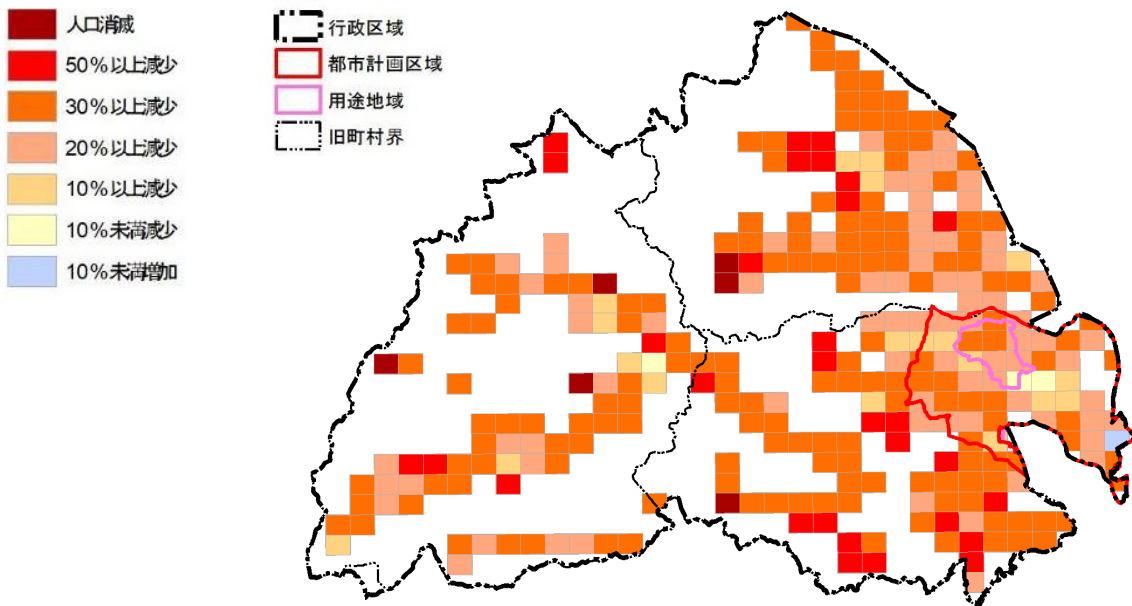 人口消滅
50%以上減少
30%以上減少
20%以上減少
10%以上減少
10%未満減少
10%未満増加
行政区域
都市計画区域
用途地域
旧町村界